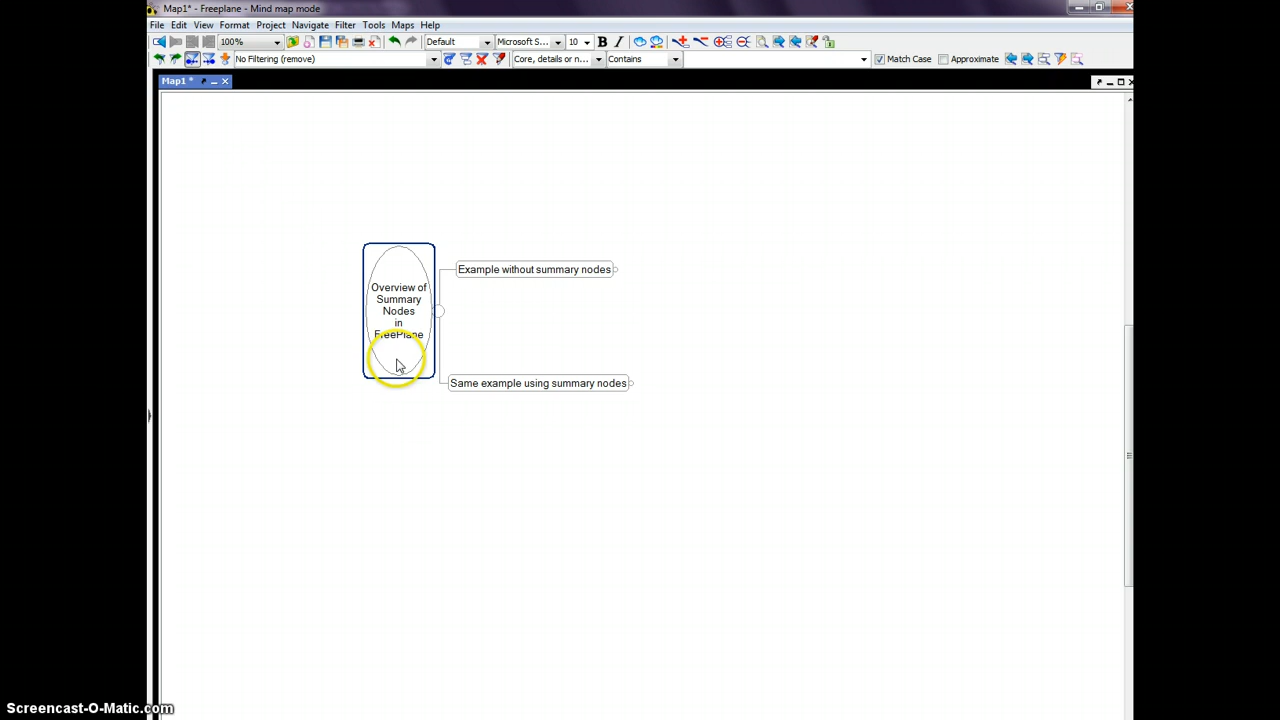 Map1* - Freeplane - Mind map mode
File Edit View Format Project Navigate Filter Tools Maps Help
100% Default Microsoft S... 10 B I
No Filtering (remove) Core, details or n... Contains Match Case Approximate
Map1 *
Overview of
Summary
Nodes
in
FreePlane
Example without summary nodes
Same example using summary nodes
Screencast-O-Matic.com